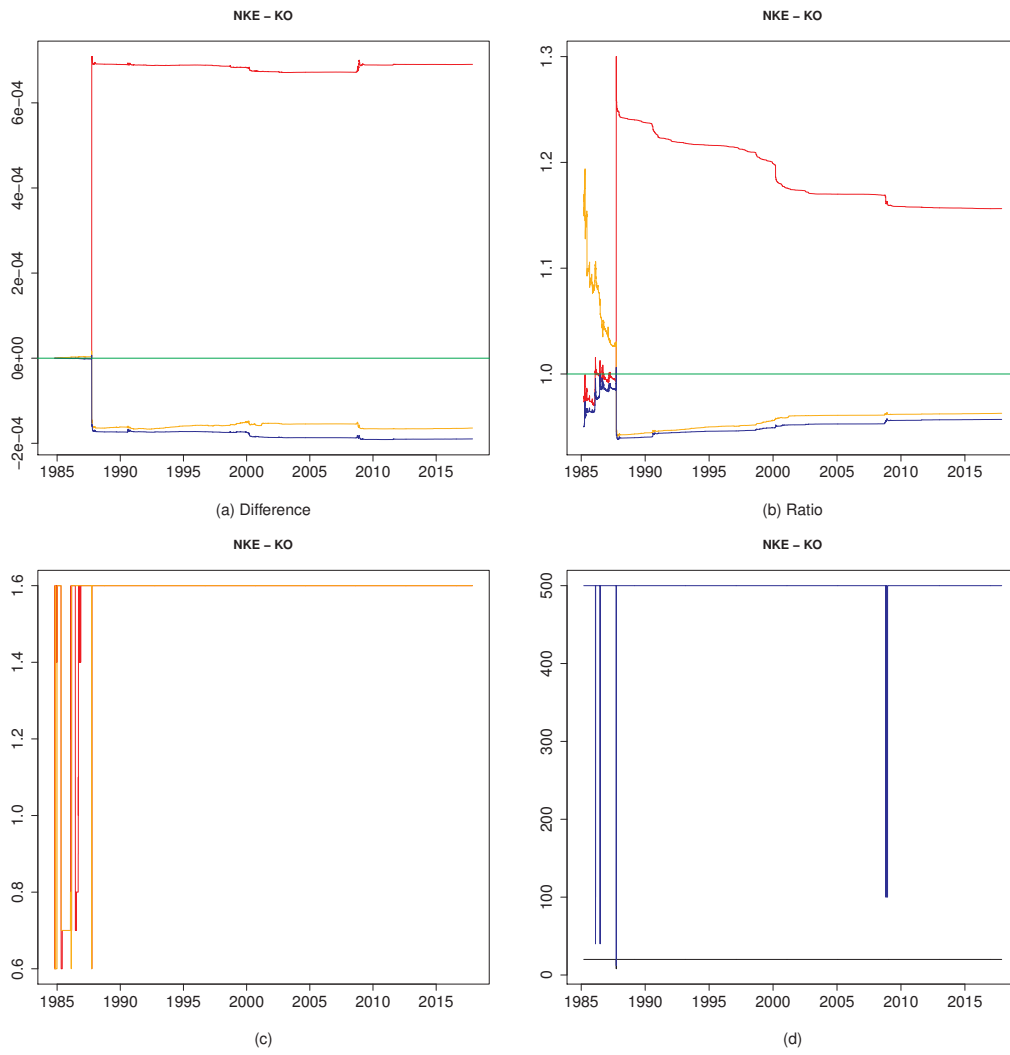 NKE − KO
NKE − KO
6e−04
4e−04
2e−04
0e+00
−2e−04
1985 1990 1995 2000 2005 2010 2015
(a) Difference
1.3
1.2
1.1
1.0
1985 1990 1995 2000 2005 2010 2015
(b) Ratio
NKE − KO
NKE − KO
1.6
1.4
1.2
1.0
0.8
0.6
1985 1990 1995 2000 2005 2010 2015
(c)
500
400
300
200
100
0
1985 1990 1995 2000 2005 2010 2015
(d)